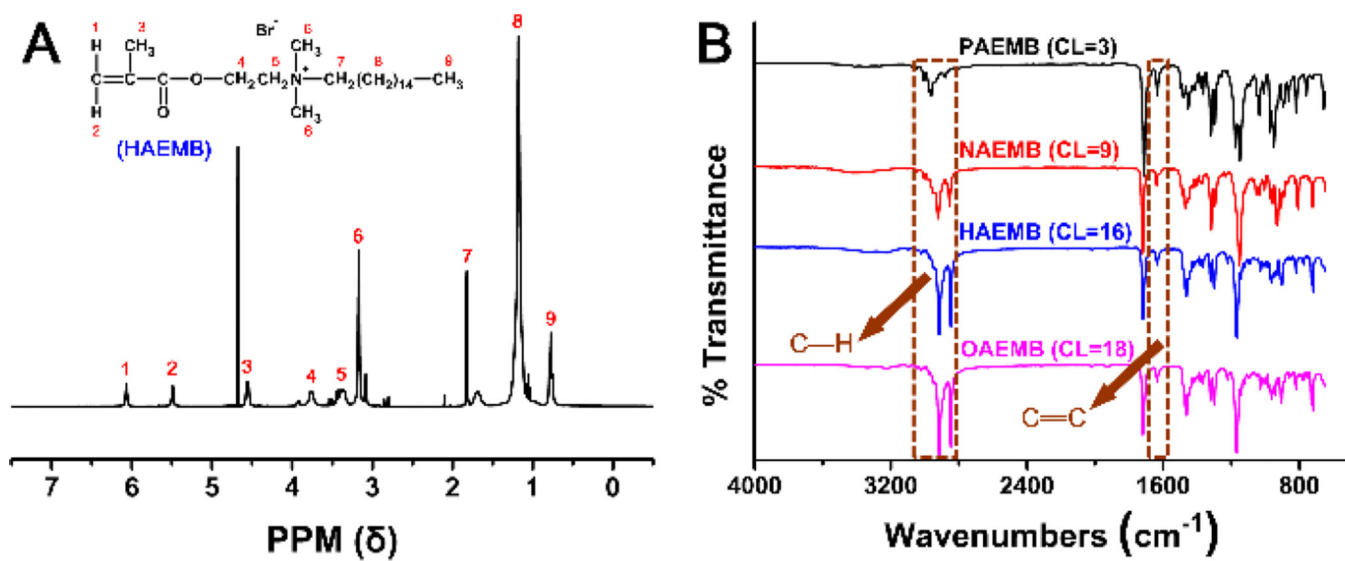 A
Br⁻
1
3
6
H
CH₃
CH₃
4
5
7
8
9
C=C—C—O—CH₂CH₂N⁺—CH₂(CH₂)₁₄—CH₃
O
H
CH₃
2
6
(HAEMB)
1
2
3
4
5
6
7
8
9
7
6
5
4
3
2
1
0
PPM (δ)
B
PAEMB (CL=3)
NAEMB (CL=9)
HAEMB (CL=16)
OAEMB (CL=18)
C—H
C=C
% Transmittance
4000
3200
2400
1600
800
Wavenumbers (cm⁻¹)